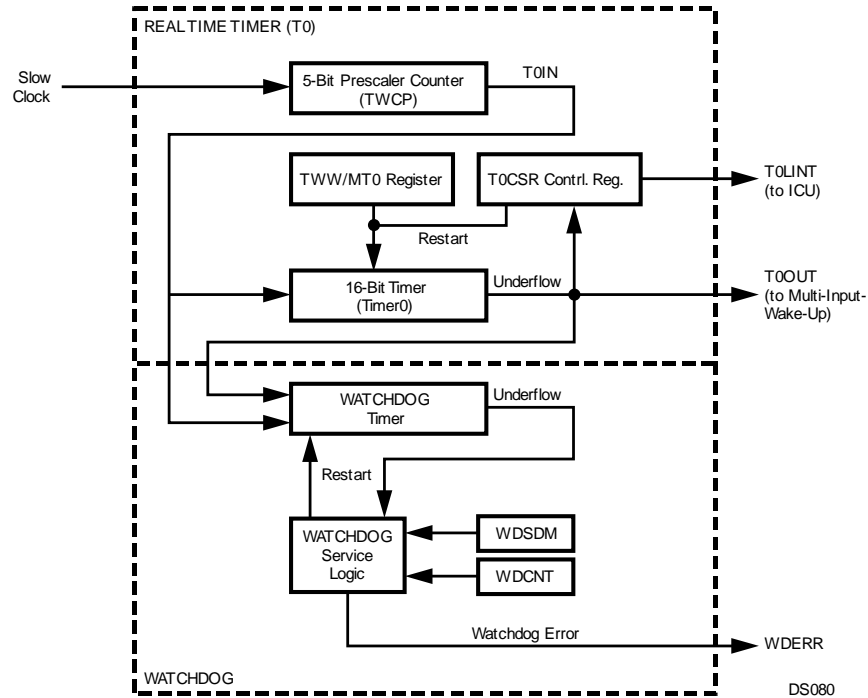 REAL TIME TIMER (T0)
Slow
Clock
5-Bit Prescaler Counter
(TWCP)
T0IN
TWW/MT0 Register
T0CSR Contrl. Reg.
T0LINT
(to ICU)
Restart
16-Bit Timer
(Timer0)
Underflow
T0OUT
(to Multi-Input-
Wake-Up)
WATCHDOG
Timer
Underflow
Restart
WATCHDOG
Service
Logic
WDSDM
WDCNT
Watchdog Error
WDERR
WATCHDOG
DS080